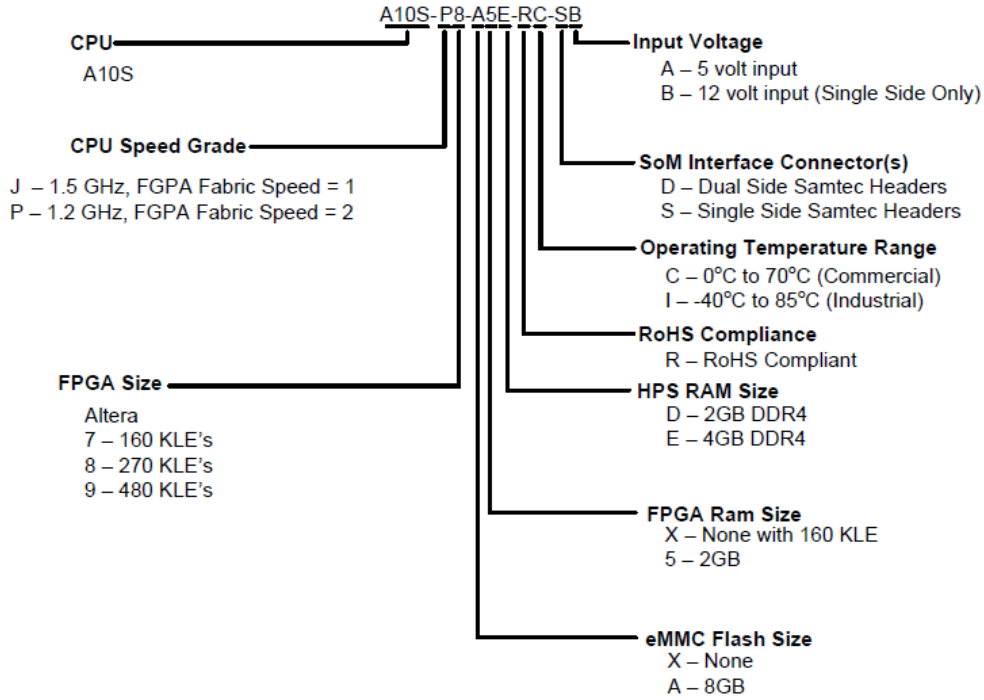 A10S-P8-A5E-RC-SB
CPU
A10S
CPU Speed Grade
J – 1.5 GHz, FGPA Fabric Speed = 1
P – 1.2 GHz, FGPA Fabric Speed = 2
FPGA Size
Altera
7 – 160 KLE's
8 – 270 KLE's
9 – 480 KLE's
Input Voltage
A – 5 volt input
B – 12 volt input (Single Side Only)
SoM Interface Connector(s)
D – Dual Side Samtec Headers
S – Single Side Samtec Headers
Operating Temperature Range
C – 0°C to 70°C (Commercial)
I – -40°C to 85°C (Industrial)
RoHS Compliance
R – RoHS Compliant
HPS RAM Size
D – 2GB DDR4
E – 4GB DDR4
FPGA Ram Size
X – None with 160 KLE
5 – 2GB
eMMC Flash Size
X – None
A – 8GB